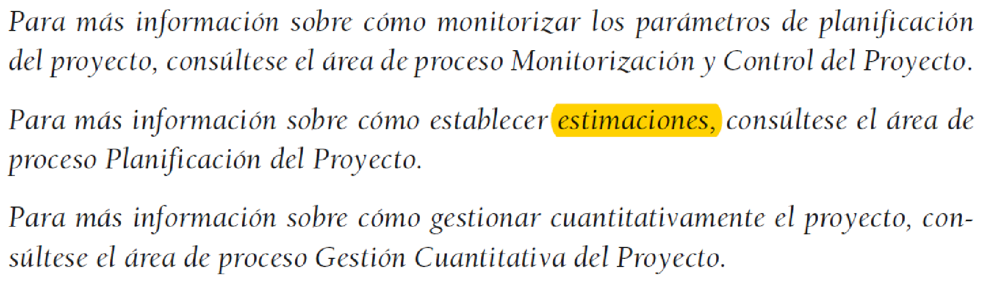 Para más información sobre cómo monitorizar los parámetros de planificación
del proyecto, consúltese el área de proceso Monitorización y Control del Proyecto.
Para más información sobre cómo establecer estimaciones, consúltese el área de
proceso Planificación del Proyecto.
Para más información sobre cómo gestionar cuantitativamente el proyecto, con-
súltese el área de proceso Gestión Cuantitativa del Proyecto.